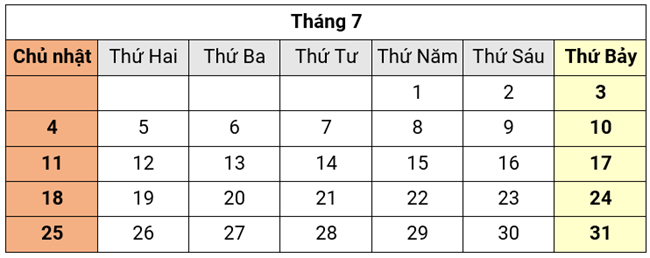 Tháng 7
Chủ nhật Thứ Hai Thứ Ba Thứ Tư Thứ Năm Thứ Sáu Thứ Bảy
1 2 3
4 5 6 7 8 9 10
11 12 13 14 15 16 17
18 19 20 21 22 23 24
25 26 27 28 29 30 31